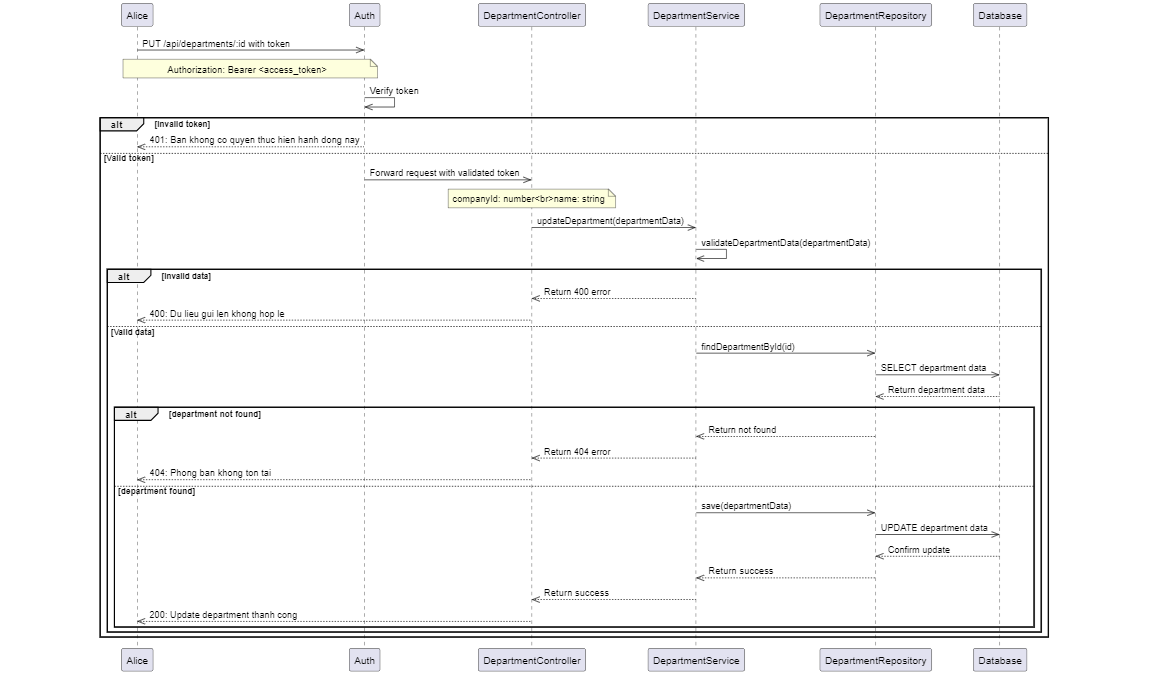 Alice Auth DepartmentController DepartmentService DepartmentRepository Database
PUT /api/departments/:id with token
Authorization: Bearer <access_token>
Verify token
alt [Invalid token]
401: Ban khong co quyen thuc hien hanh dong nay
[Valid token]
Forward request with validated token
companyId: number<br>name: string
updateDepartment(departmentData)
validateDepartmentData(departmentData)
alt [Invalid data]
Return 400 error
400: Du lieu gui len khong hop le
[Valid data]
findDepartmentById(id)
SELECT department data
Return department data
alt [department not found]
Return not found
Return 404 error
404: Phong ban khong ton tai
[department found]
save(departmentData)
UPDATE department data
Confirm update
Return success
Return success
200: Update department thanh cong
Alice Auth DepartmentController DepartmentService DepartmentRepository Database